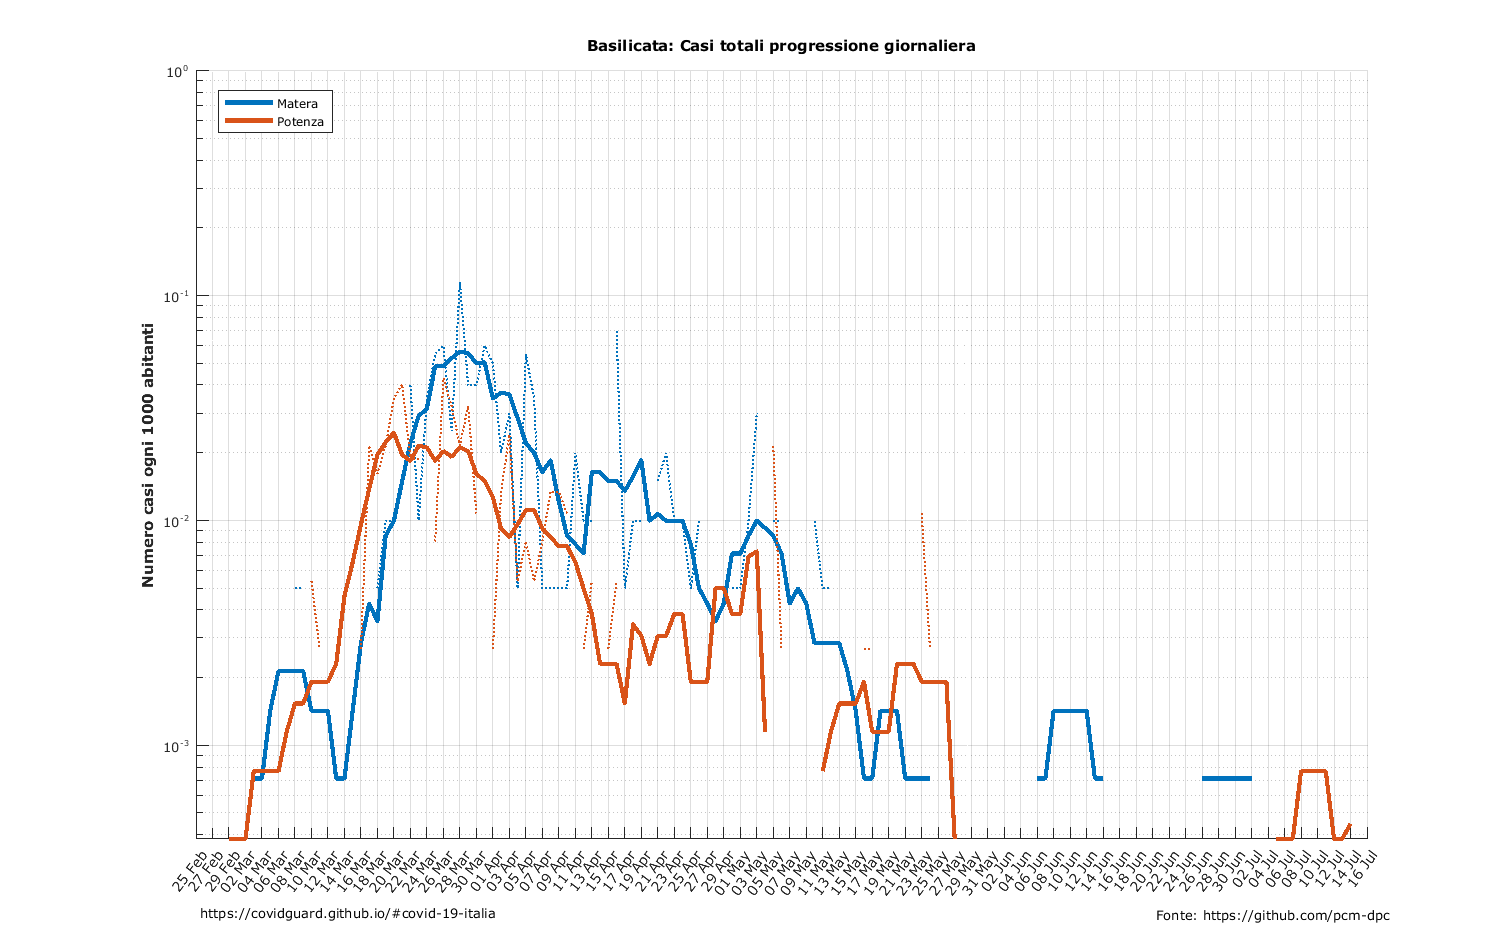 Basilicata: Casi totali progressione giornaliera
Numero casi ogni 1000 abitanti
10^0
10^-1
10^-2
10^-3
Matera
Potenza
25 Feb
27 Feb
29 Feb
02 Mar
04 Mar
06 Mar
08 Mar
10 Mar
12 Mar
14 Mar
16 Mar
18 Mar
20 Mar
22 Mar
24 Mar
26 Mar
28 Mar
30 Mar
01 Apr
03 Apr
05 Apr
07 Apr
09 Apr
11 Apr
13 Apr
15 Apr
17 Apr
19 Apr
21 Apr
23 Apr
25 Apr
27 Apr
29 Apr
01 May
03 May
05 May
07 May
09 May
11 May
13 May
15 May
17 May
19 May
21 May
23 May
25 May
27 May
29 May
31 May
02 Jun
04 Jun
06 Jun
08 Jun
10 Jun
12 Jun
14 Jun
16 Jun
18 Jun
20 Jun
22 Jun
24 Jun
26 Jun
28 Jun
30 Jun
02 Jul
04 Jul
06 Jul
08 Jul
10 Jul
12 Jul
14 Jul
16 Jul
https://covidguard.github.io/#covid-19-italia
Fonte: https://github.com/pcm-dpc